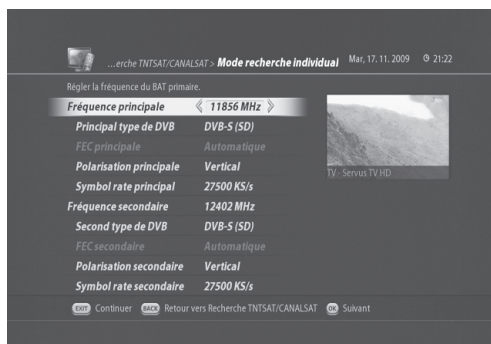 ...erche TNTSAT/CANALSAT > Mode recherche individual Mar, 17. 11. 2009 21:22
Régler la fréquence du BAT primaire.
Fréquence principale 11856 MHz
Principal type de DVB DVB-S (SD)
FEC principale Automatique
Polarisation principale Vertical
Symbol rate principal 27500 KS/s
Fréquence secondaire 12402 MHz
Second type de DVB DVB-S (SD)
FEC secondaire Automatique
Polarisation secondaire Vertical
Symbol rate secondaire 27500 KS/s
TV - Servus TV HD
EXIT Continuer BACK Retour vers Recherche TNTSAT/CANALSAT OK Suivant